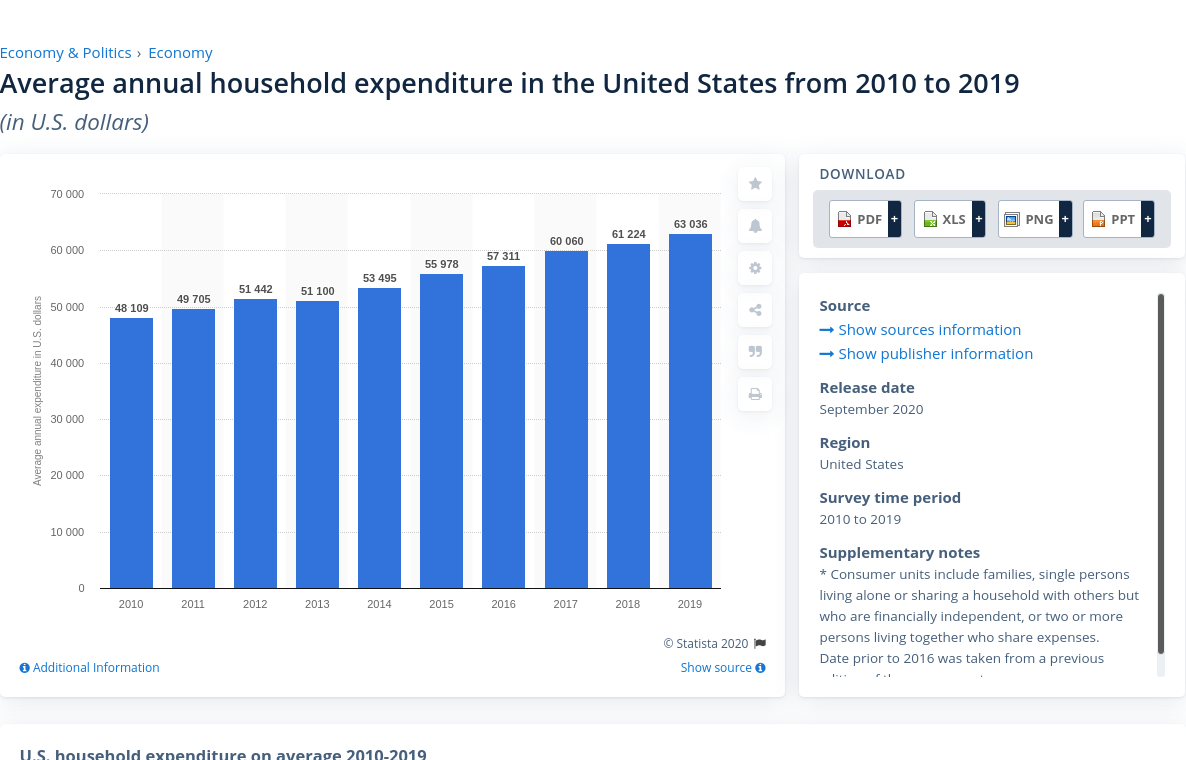 Economy & Politics › Economy
Average annual household expenditure in the United States from 2010 to 2019
(in U.S. dollars)
70 000
60 000
50 000
40 000
30 000
20 000
10 000
0
Average annual expenditure in U.S. dollars
48 109
49 705
51 442
51 100
53 495
55 978
57 311
60 060
61 224
63 036
2010
2011
2012
2013
2014
2015
2016
2017
2018
2019
© Statista 2020
Additional Information
Show source
DOWNLOAD
PDF +
XLS +
PNG +
PPT +
Source
Show sources information
Show publisher information
Release date
September 2020
Region
United States
Survey time period
2010 to 2019
Supplementary notes
* Consumer units include families, single persons
living alone or sharing a household with others but
who are financially independent, or two or more
persons living together who share expenses.
Date prior to 2016 was taken from a previous
U.S. household expenditure on average 2010-2019